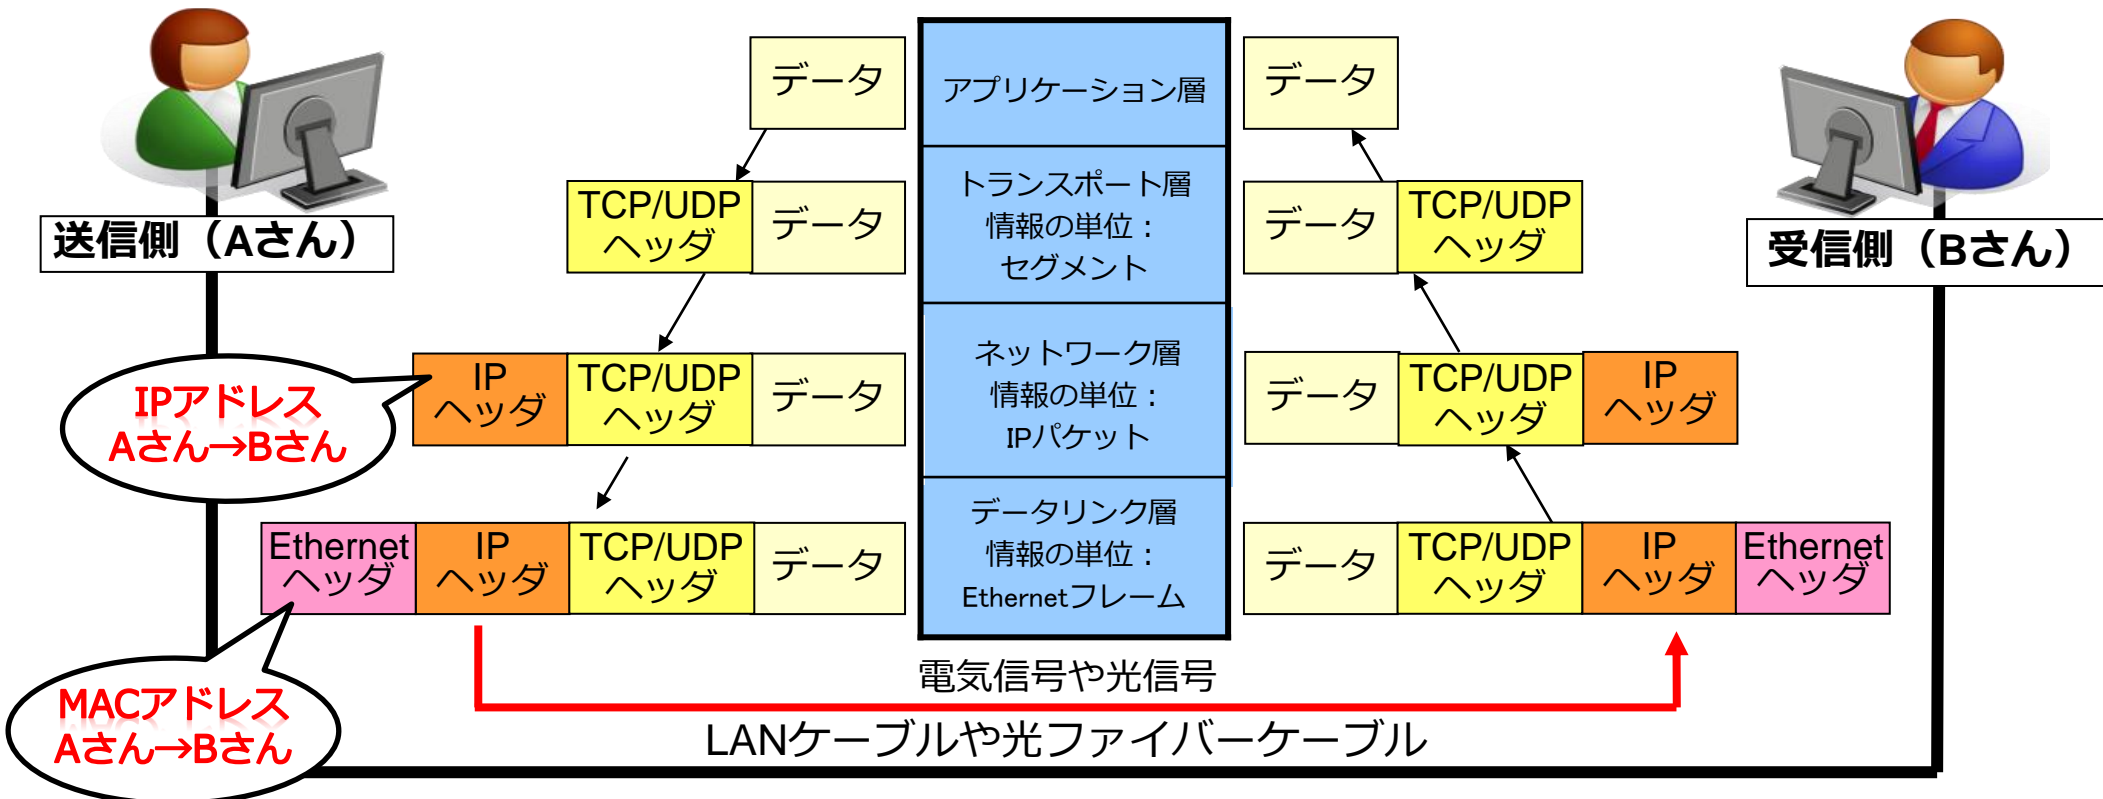 データ
アプリケーション層
データ
TCP/UDP
ヘッダ
データ
トランスポート層
情報の単位：
セグメント
データ
TCP/UDP
ヘッダ
送信側（Aさん）
受信側（Bさん）
IPアドレス
Aさん→Bさん
IP
ヘッダ
TCP/UDP
ヘッダ
データ
ネットワーク層
情報の単位：
IPパケット
データ
TCP/UDP
ヘッダ
IP
ヘッダ
Ethernet
ヘッダ
IP
ヘッダ
TCP/UDP
ヘッダ
データ
データリンク層
情報の単位：
Ethernetフレーム
データ
TCP/UDP
ヘッダ
IP
ヘッダ
Ethernet
ヘッダ
MACアドレス
Aさん→Bさん
電気信号や光信号
LANケーブルや光ファイバーケーブル